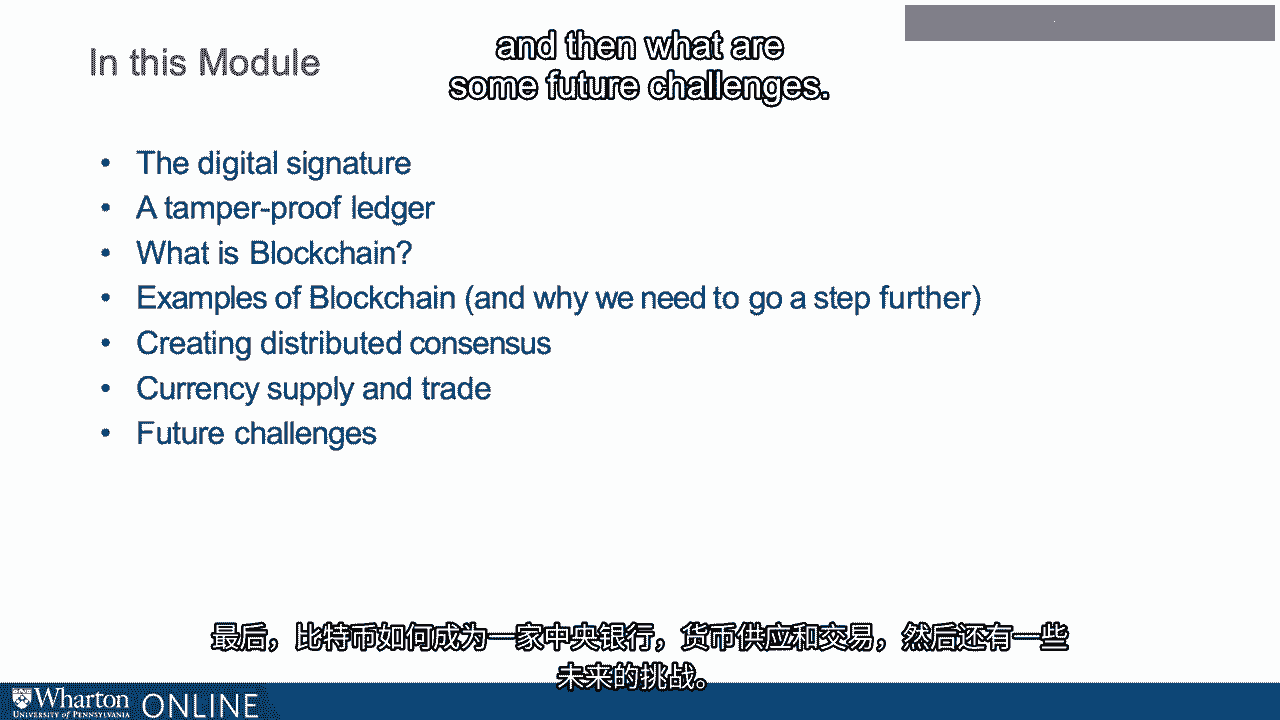 In this Module
and then what are
some future challenges.
• The digital signature
• A tamper-proof ledger
• What is Blockchain?
• Examples of Blockchain (and why we need to go a step further)
• Creating distributed consensus
• Currency supply and trade
• Future challenges
最后，比特币如何成为一家中央银行，货币供应和交易，然后还有一些
未来的挑战。
Wharton ONLINE
UNIVERSITY of PENNSYLVANIA